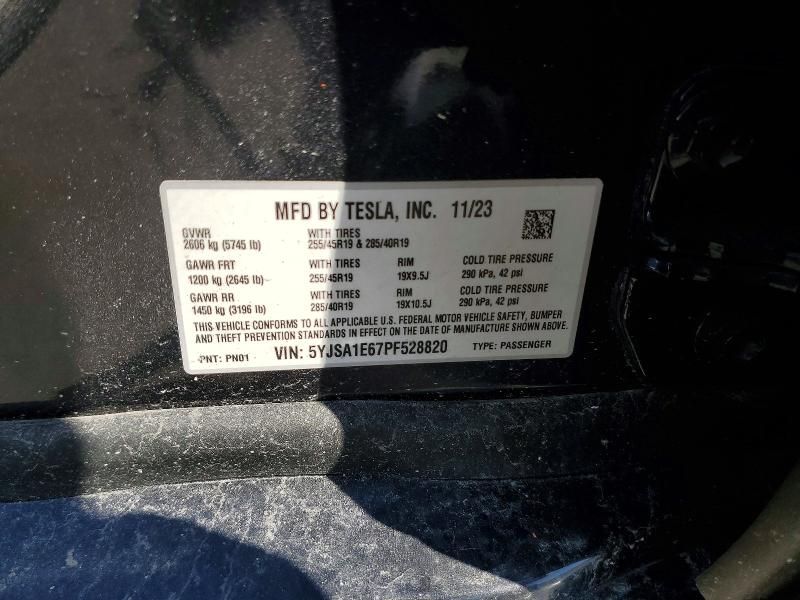 MFD BY TESLA, INC. 11/23
GVWR WITH TIRES
2606 kg (5745 lb) 255/45R19 & 285/40R19
GAWR FRT WITH TIRES RIM COLD TIRE PRESSURE
1200 kg (2645 lb) 255/45R19 19X9.5J 290 kPa, 42 psi
GAWR RR WITH TIRES RIM COLD TIRE PRESSURE
1450 kg (3196 lb) 285/40R19 19X10.5J 290 kPa, 42 psi
THIS VEHICLE CONFORMS TO ALL APPLICABLE U.S. FEDERAL MOTOR VEHICLE SAFETY, BUMPER
AND THEFT PREVENTION STANDARDS IN EFFECT ON THE DATE OF MANUFACTURE SHOWN ABOVE.
PNT: PN01 VIN: 5YJSA1E67PF528820 TYPE: PASSENGER